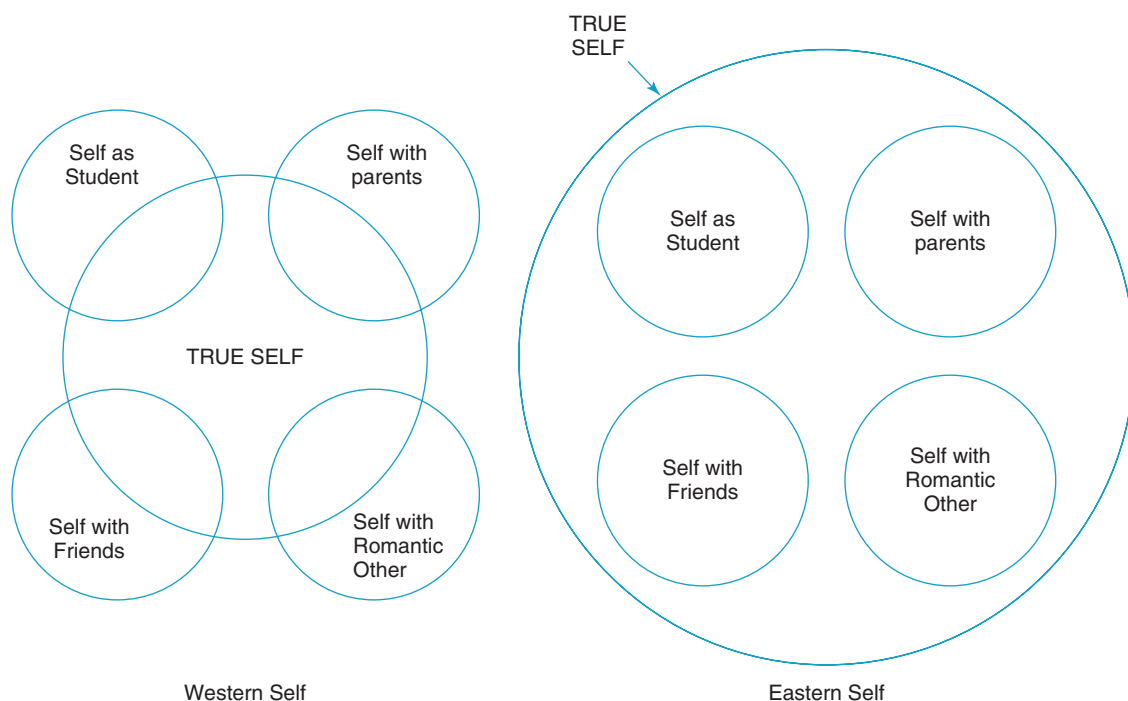 Self as
Student
Self with
parents
TRUE SELF
Self with
Friends
Self with
Romantic
Other
Western Self
TRUE
SELF
Self as
Student
Self with
parents
Self with
Friends
Self with
Romantic
Other
Eastern Self